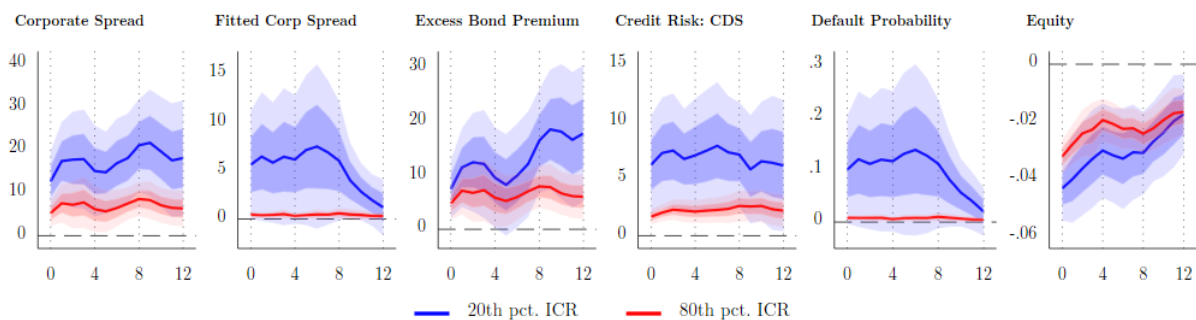 Corporate Spread
Fitted Corp Spread
Excess Bond Premium
Credit Risk: CDS
Default Probability
Equity
40
30
20
10
0
0 4 8 12
15
10
5
0
0 4 8 12
30
20
10
0
0 4 8 12
15
10
5
0
0 4 8 12
.3
.2
.1
0
0 4 8 12
0
-.02
-.04
-.06
0 4 8 12
20th pct. ICR
80th pct. ICR